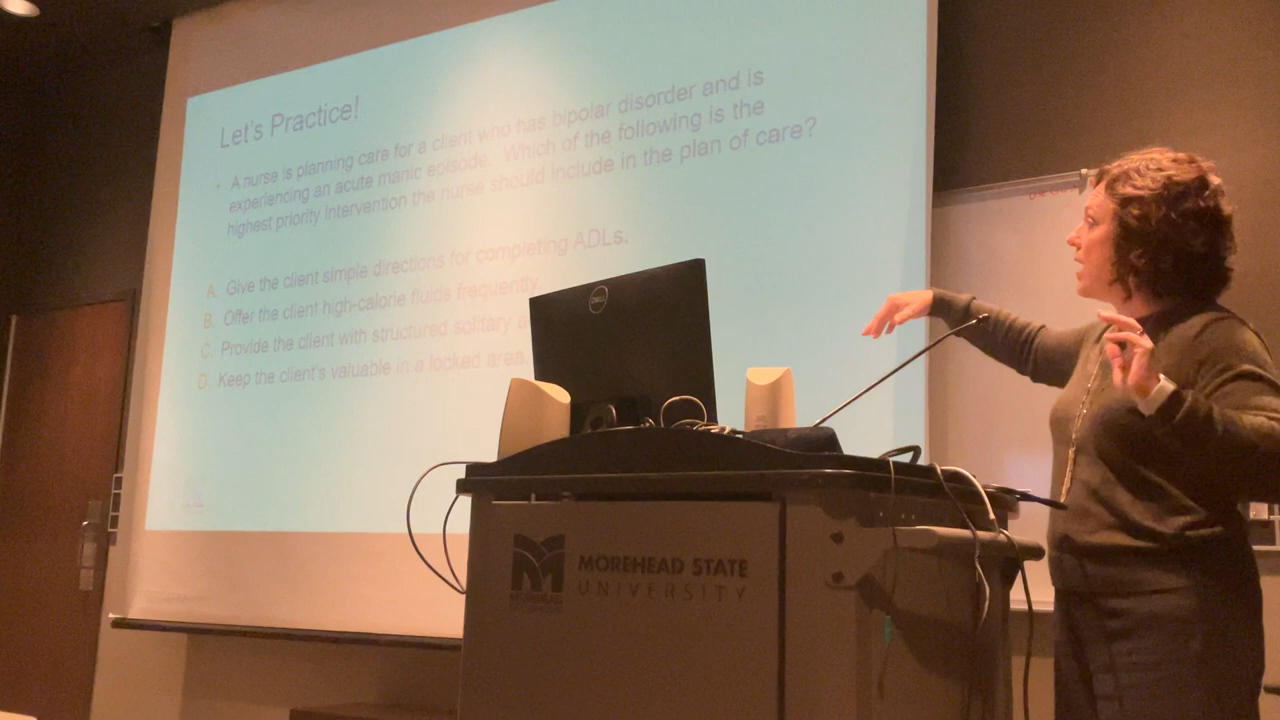 Let's Practice!
• A nurse is planning care for a client who has bipolar disorder and is
experiencing an acute manic episode. Which of the following is the
highest priority intervention the nurse should include in the plan of care?
A. Give the client simple directions for completing ADLs.
B. Offer the client high-calorie fluids frequently.
C. Provide the client with structured solitary
D. Keep the client's valuable in a locked area.
DELL
MOREHEAD STATE
UNIVERSITY